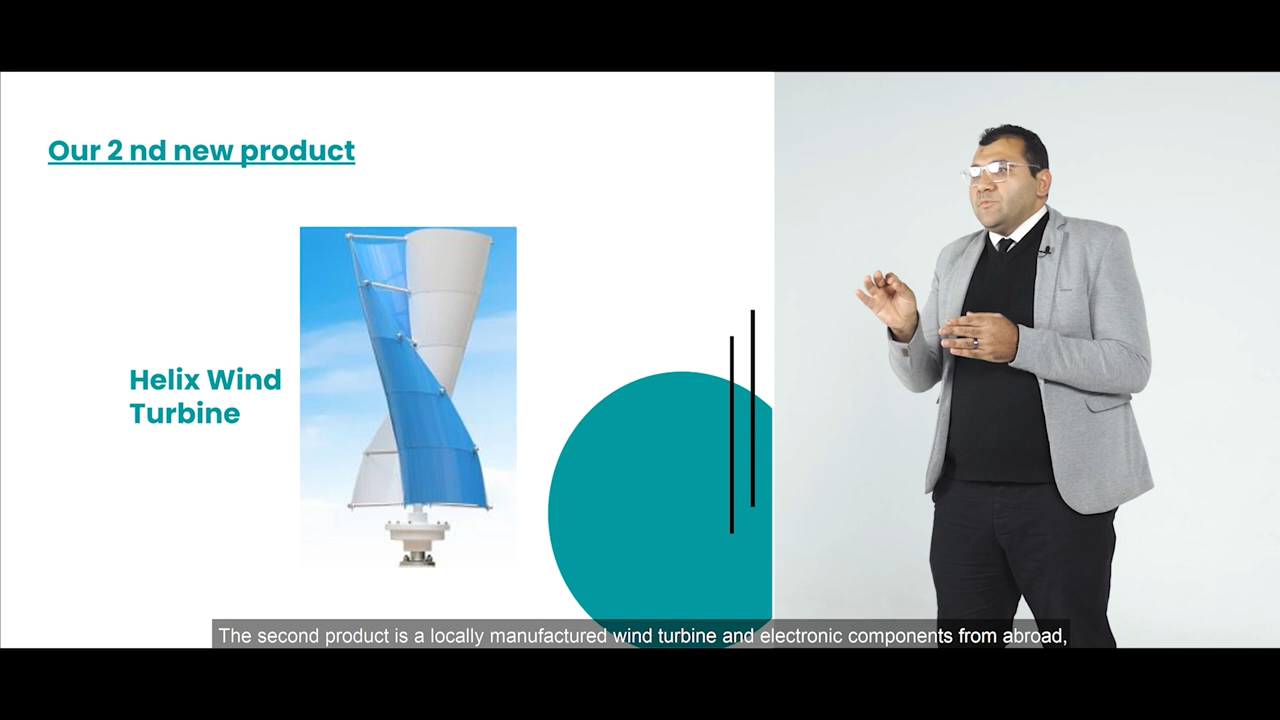 Our 2 nd new product
Helix Wind
Turbine
The second product is a locally manufactured wind turbine and electronic components from abroad,